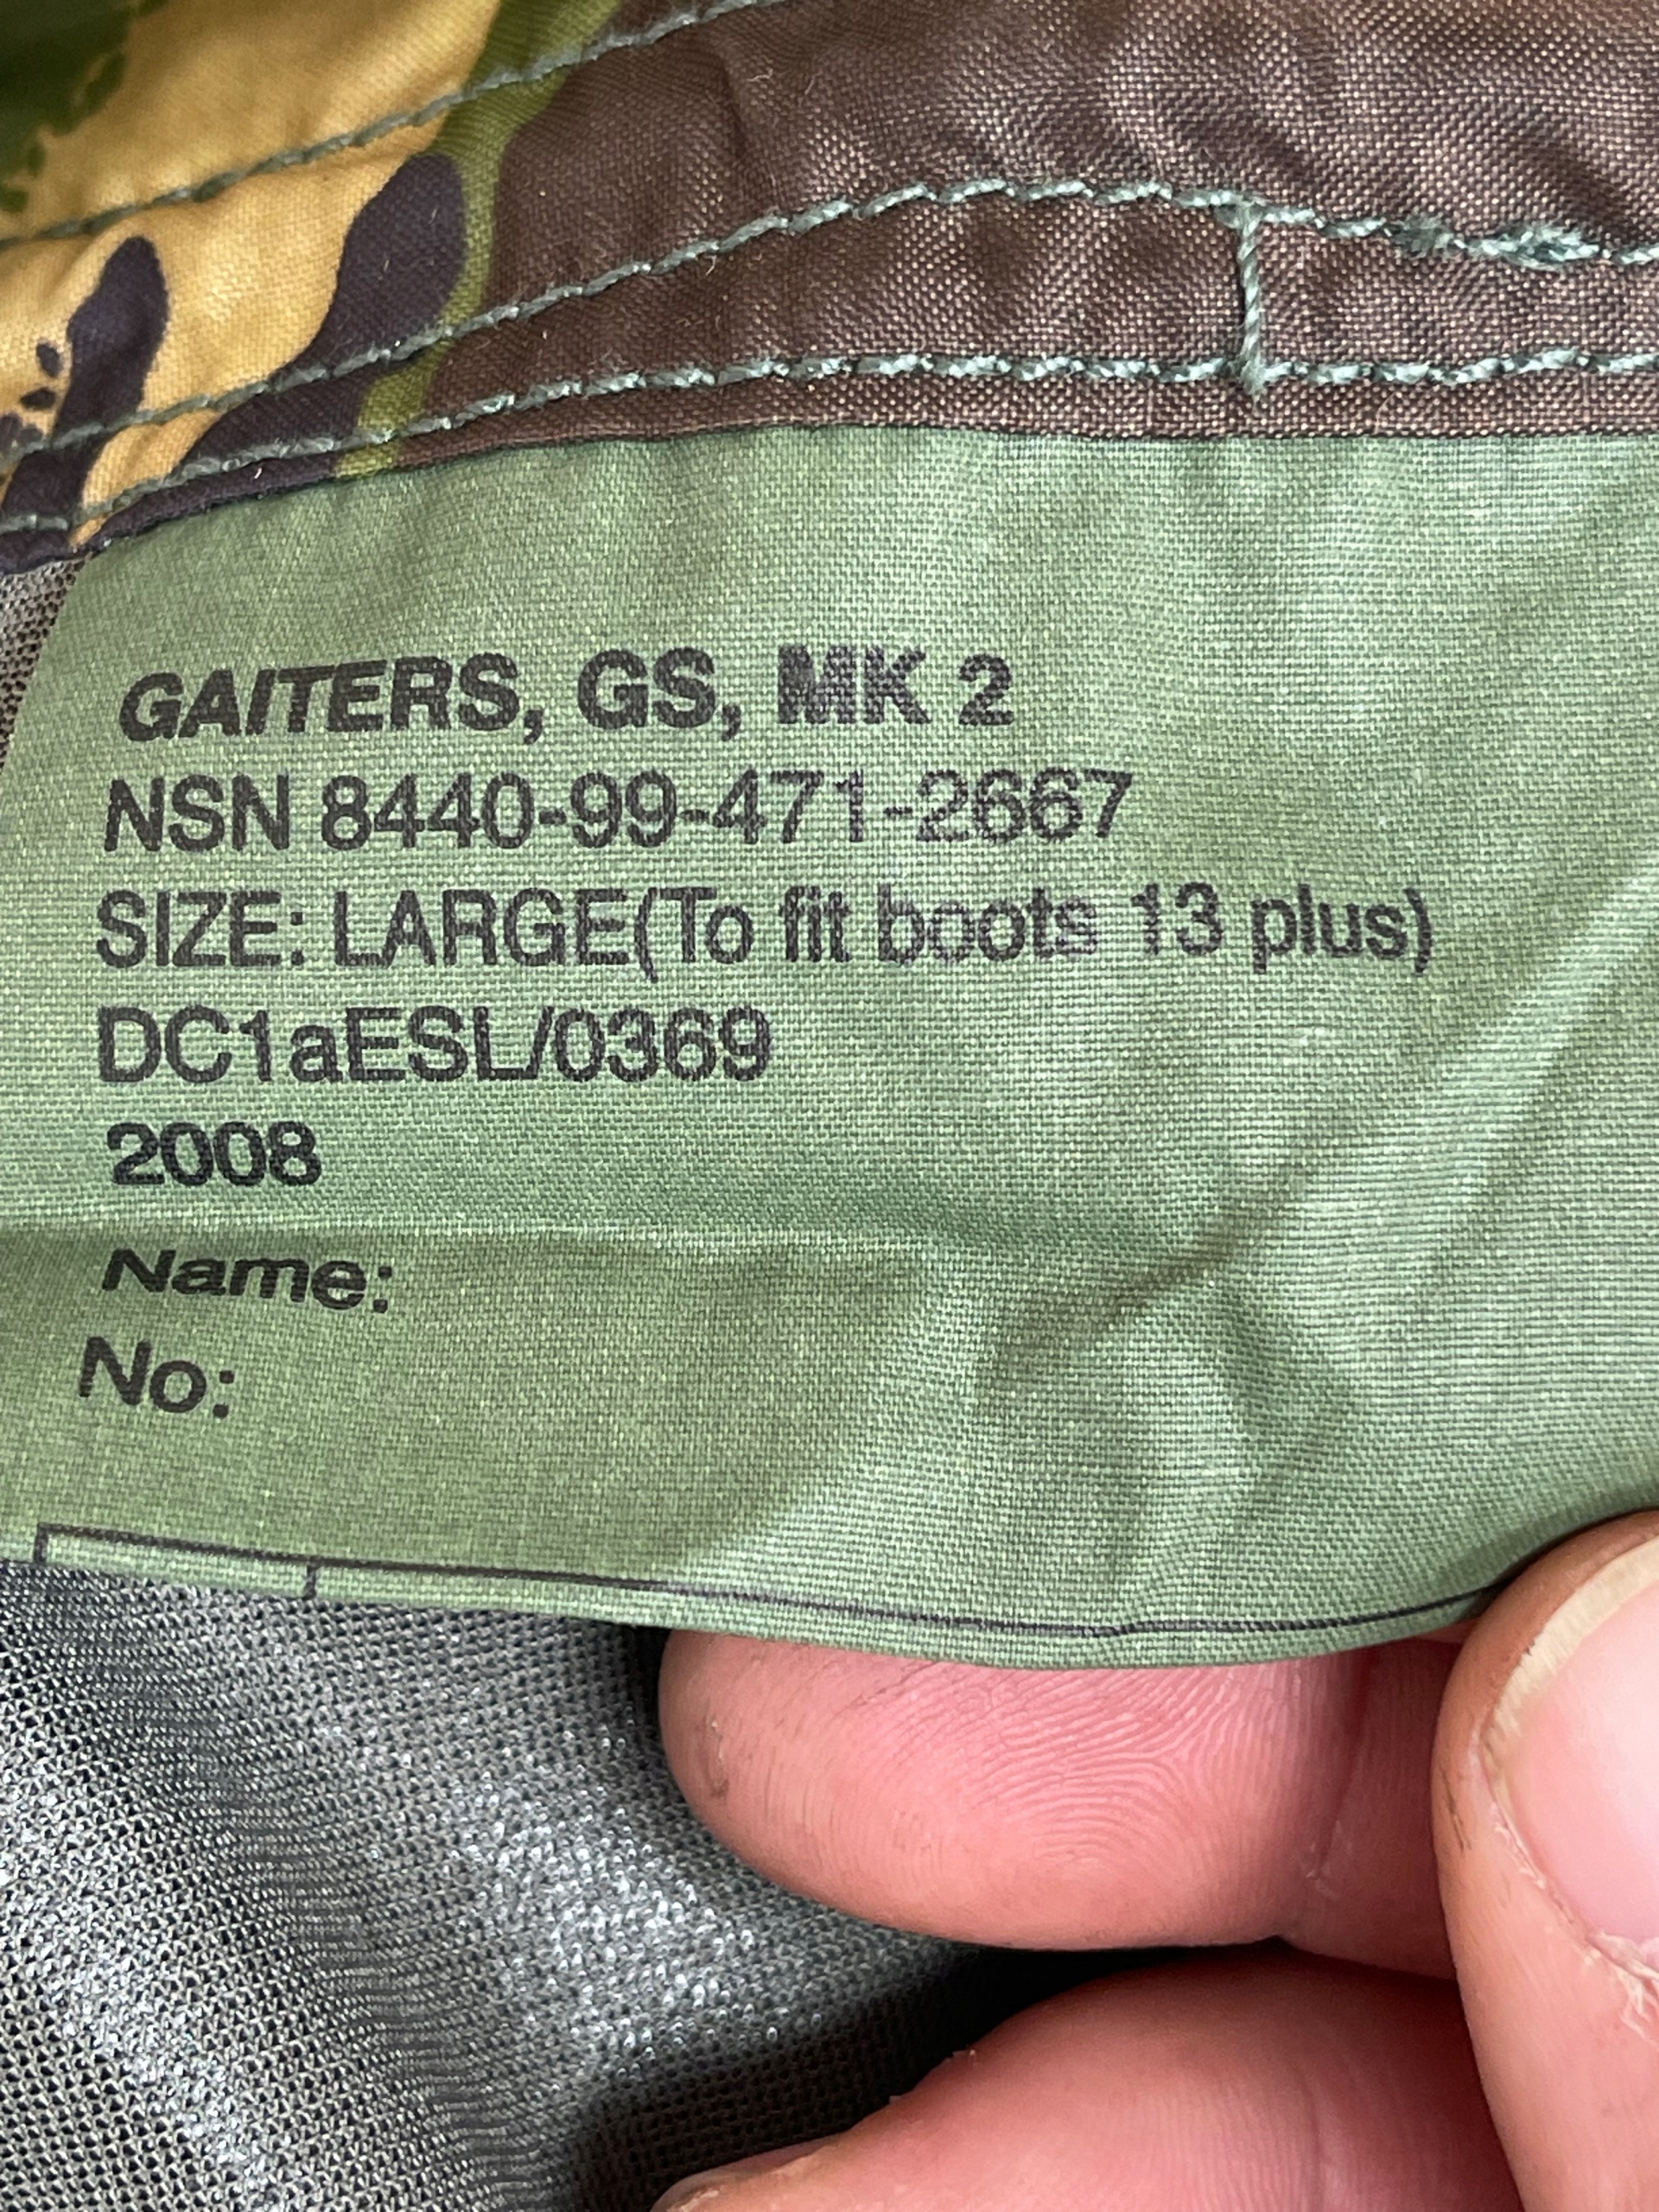 GAITERS, GS, MK 2
NSN 8440-99-471-2667
SIZE: LARGE(To fit boots 13 plus)
DC1aESL/0369
2008
Name:
No: